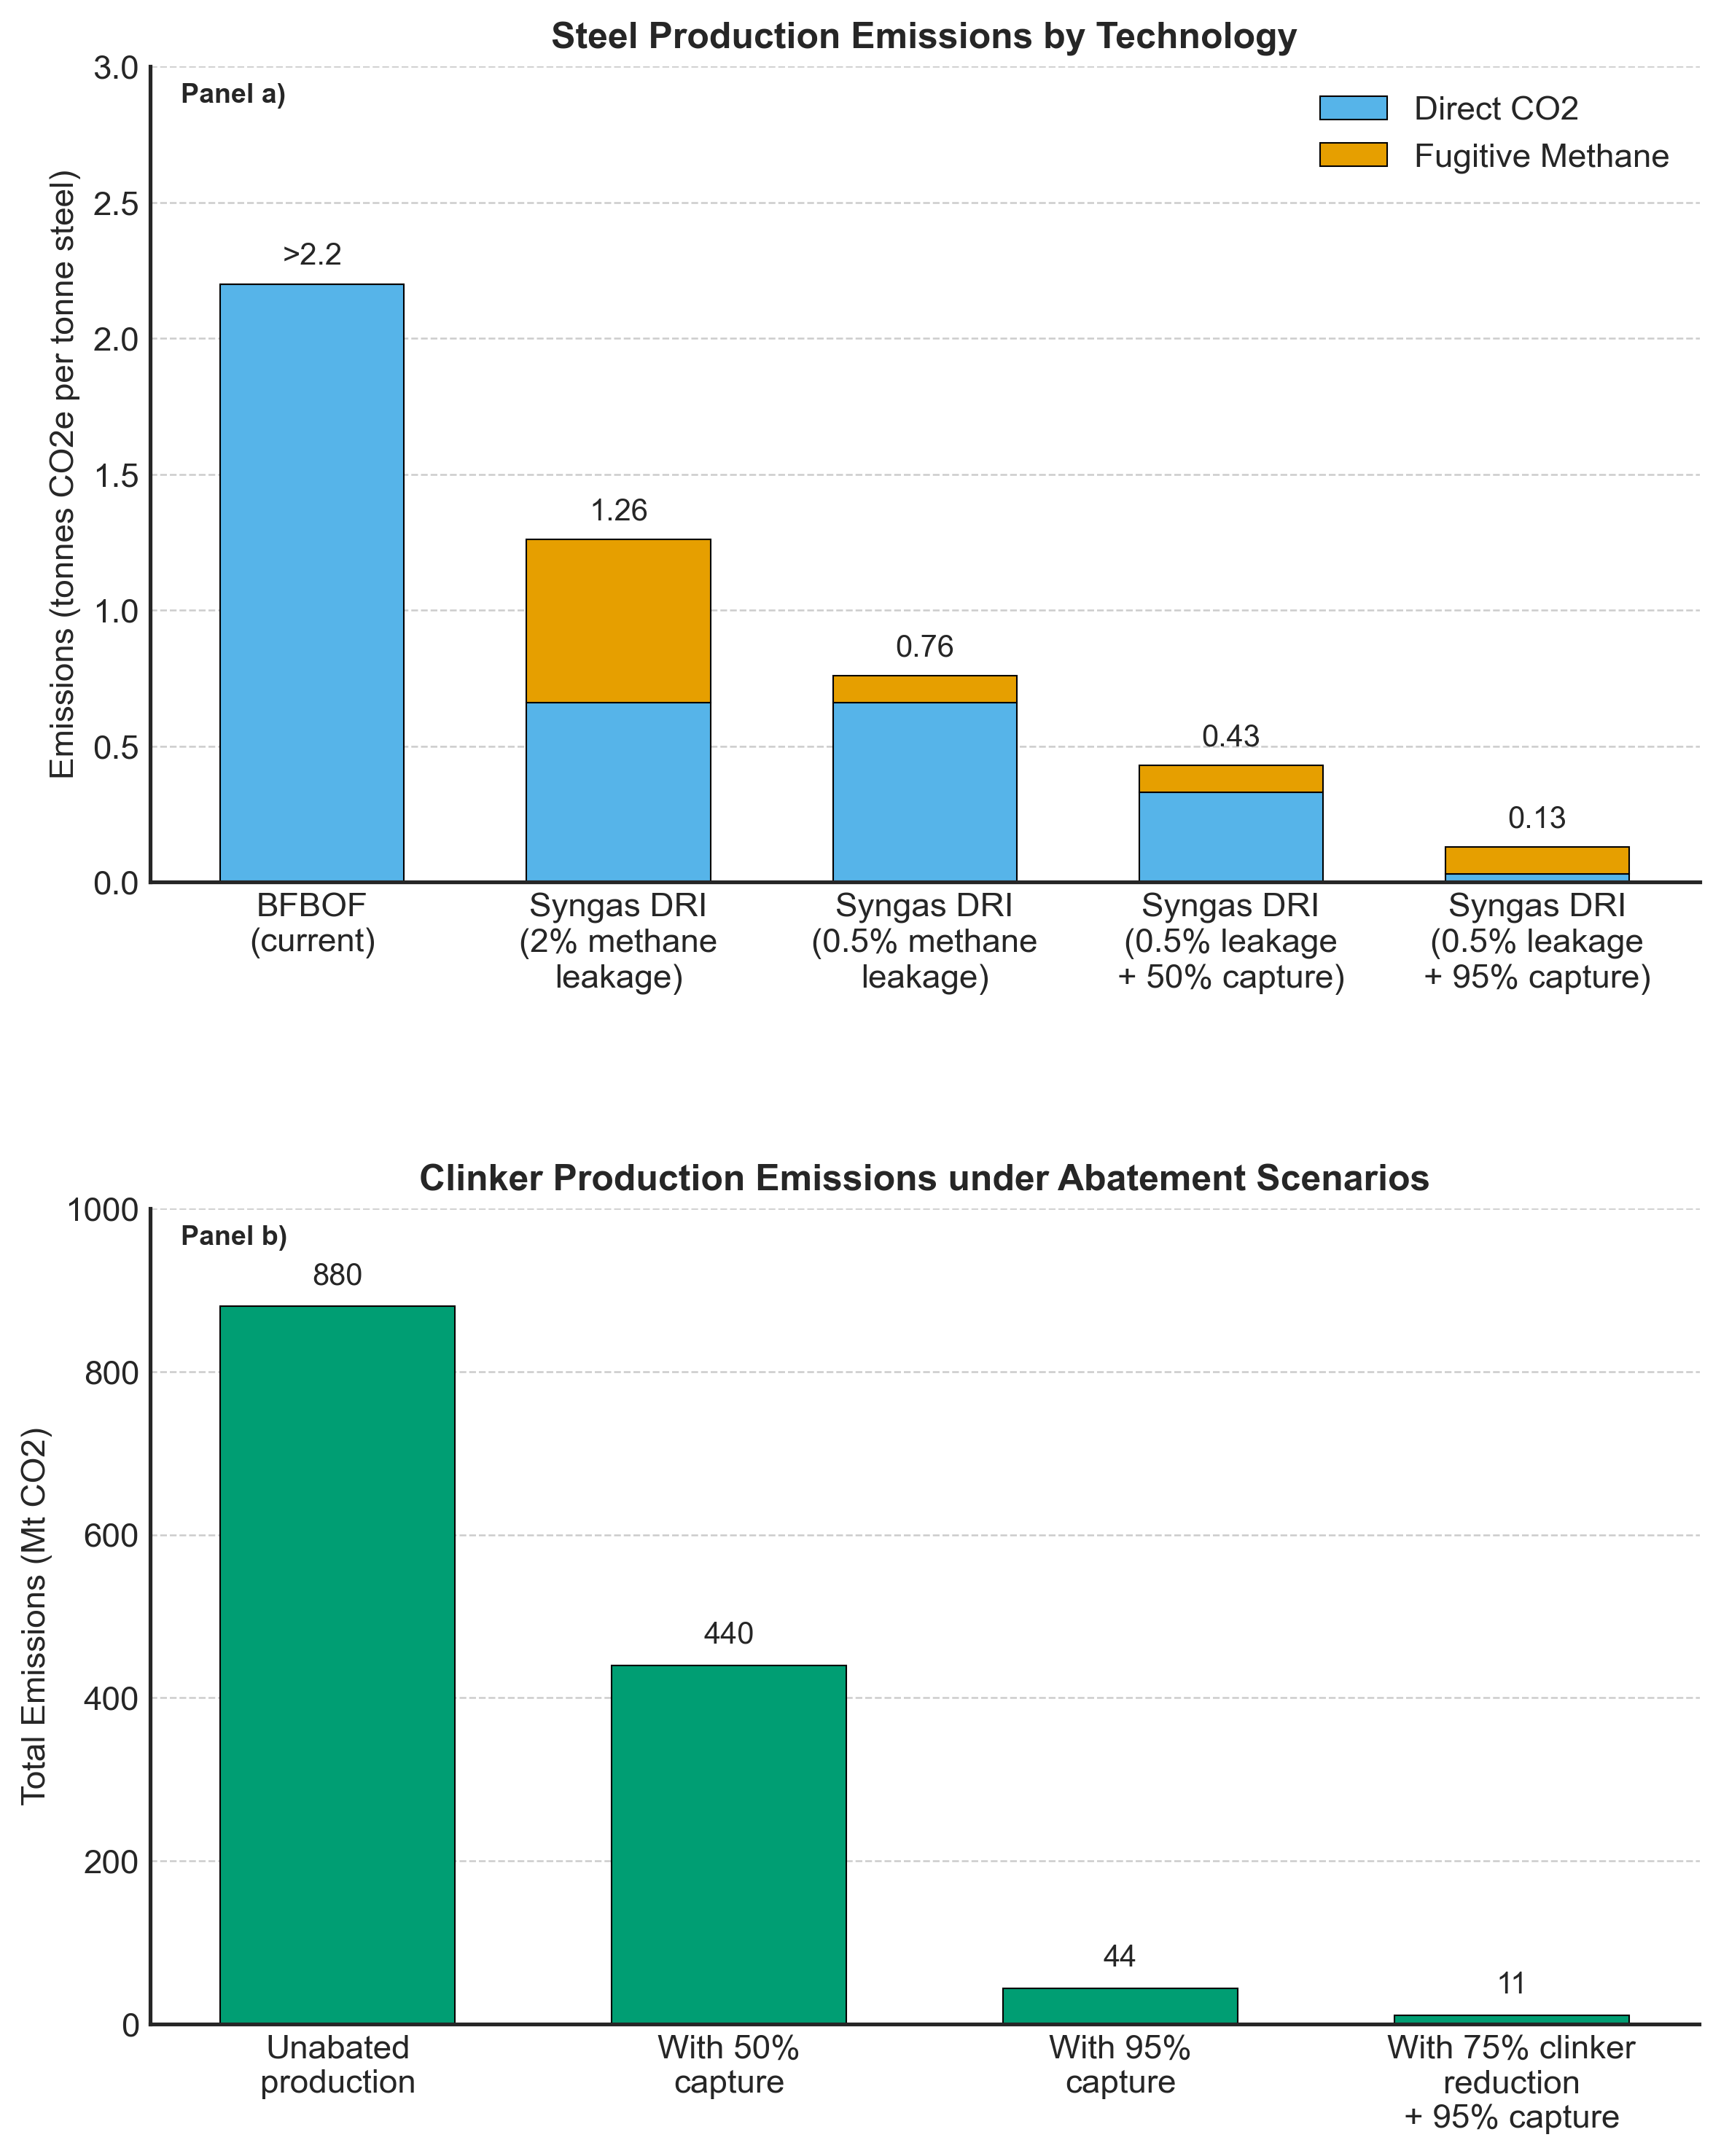 Steel Production Emissions by Technology
Panel a)
Direct CO2
Fugitive Methane
Emissions (tonnes CO2e per tonne steel)
3.0
2.5
2.0
1.5
1.0
0.5
0.0
>2.2
1.26
0.76
0.43
0.13
BFBOF
(current)
Syngas DRI
(2% methane
leakage)
Syngas DRI
(0.5% methane
leakage)
Syngas DRI
(0.5% leakage
+ 50% capture)
Syngas DRI
(0.5% leakage
+ 95% capture)
Clinker Production Emissions under Abatement Scenarios
Panel b)
Total Emissions (Mt CO2)
1000
800
600
400
200
0
880
440
44
11
Unabated
production
With 50%
capture
With 95%
capture
With 75% clinker
reduction
+ 95% capture